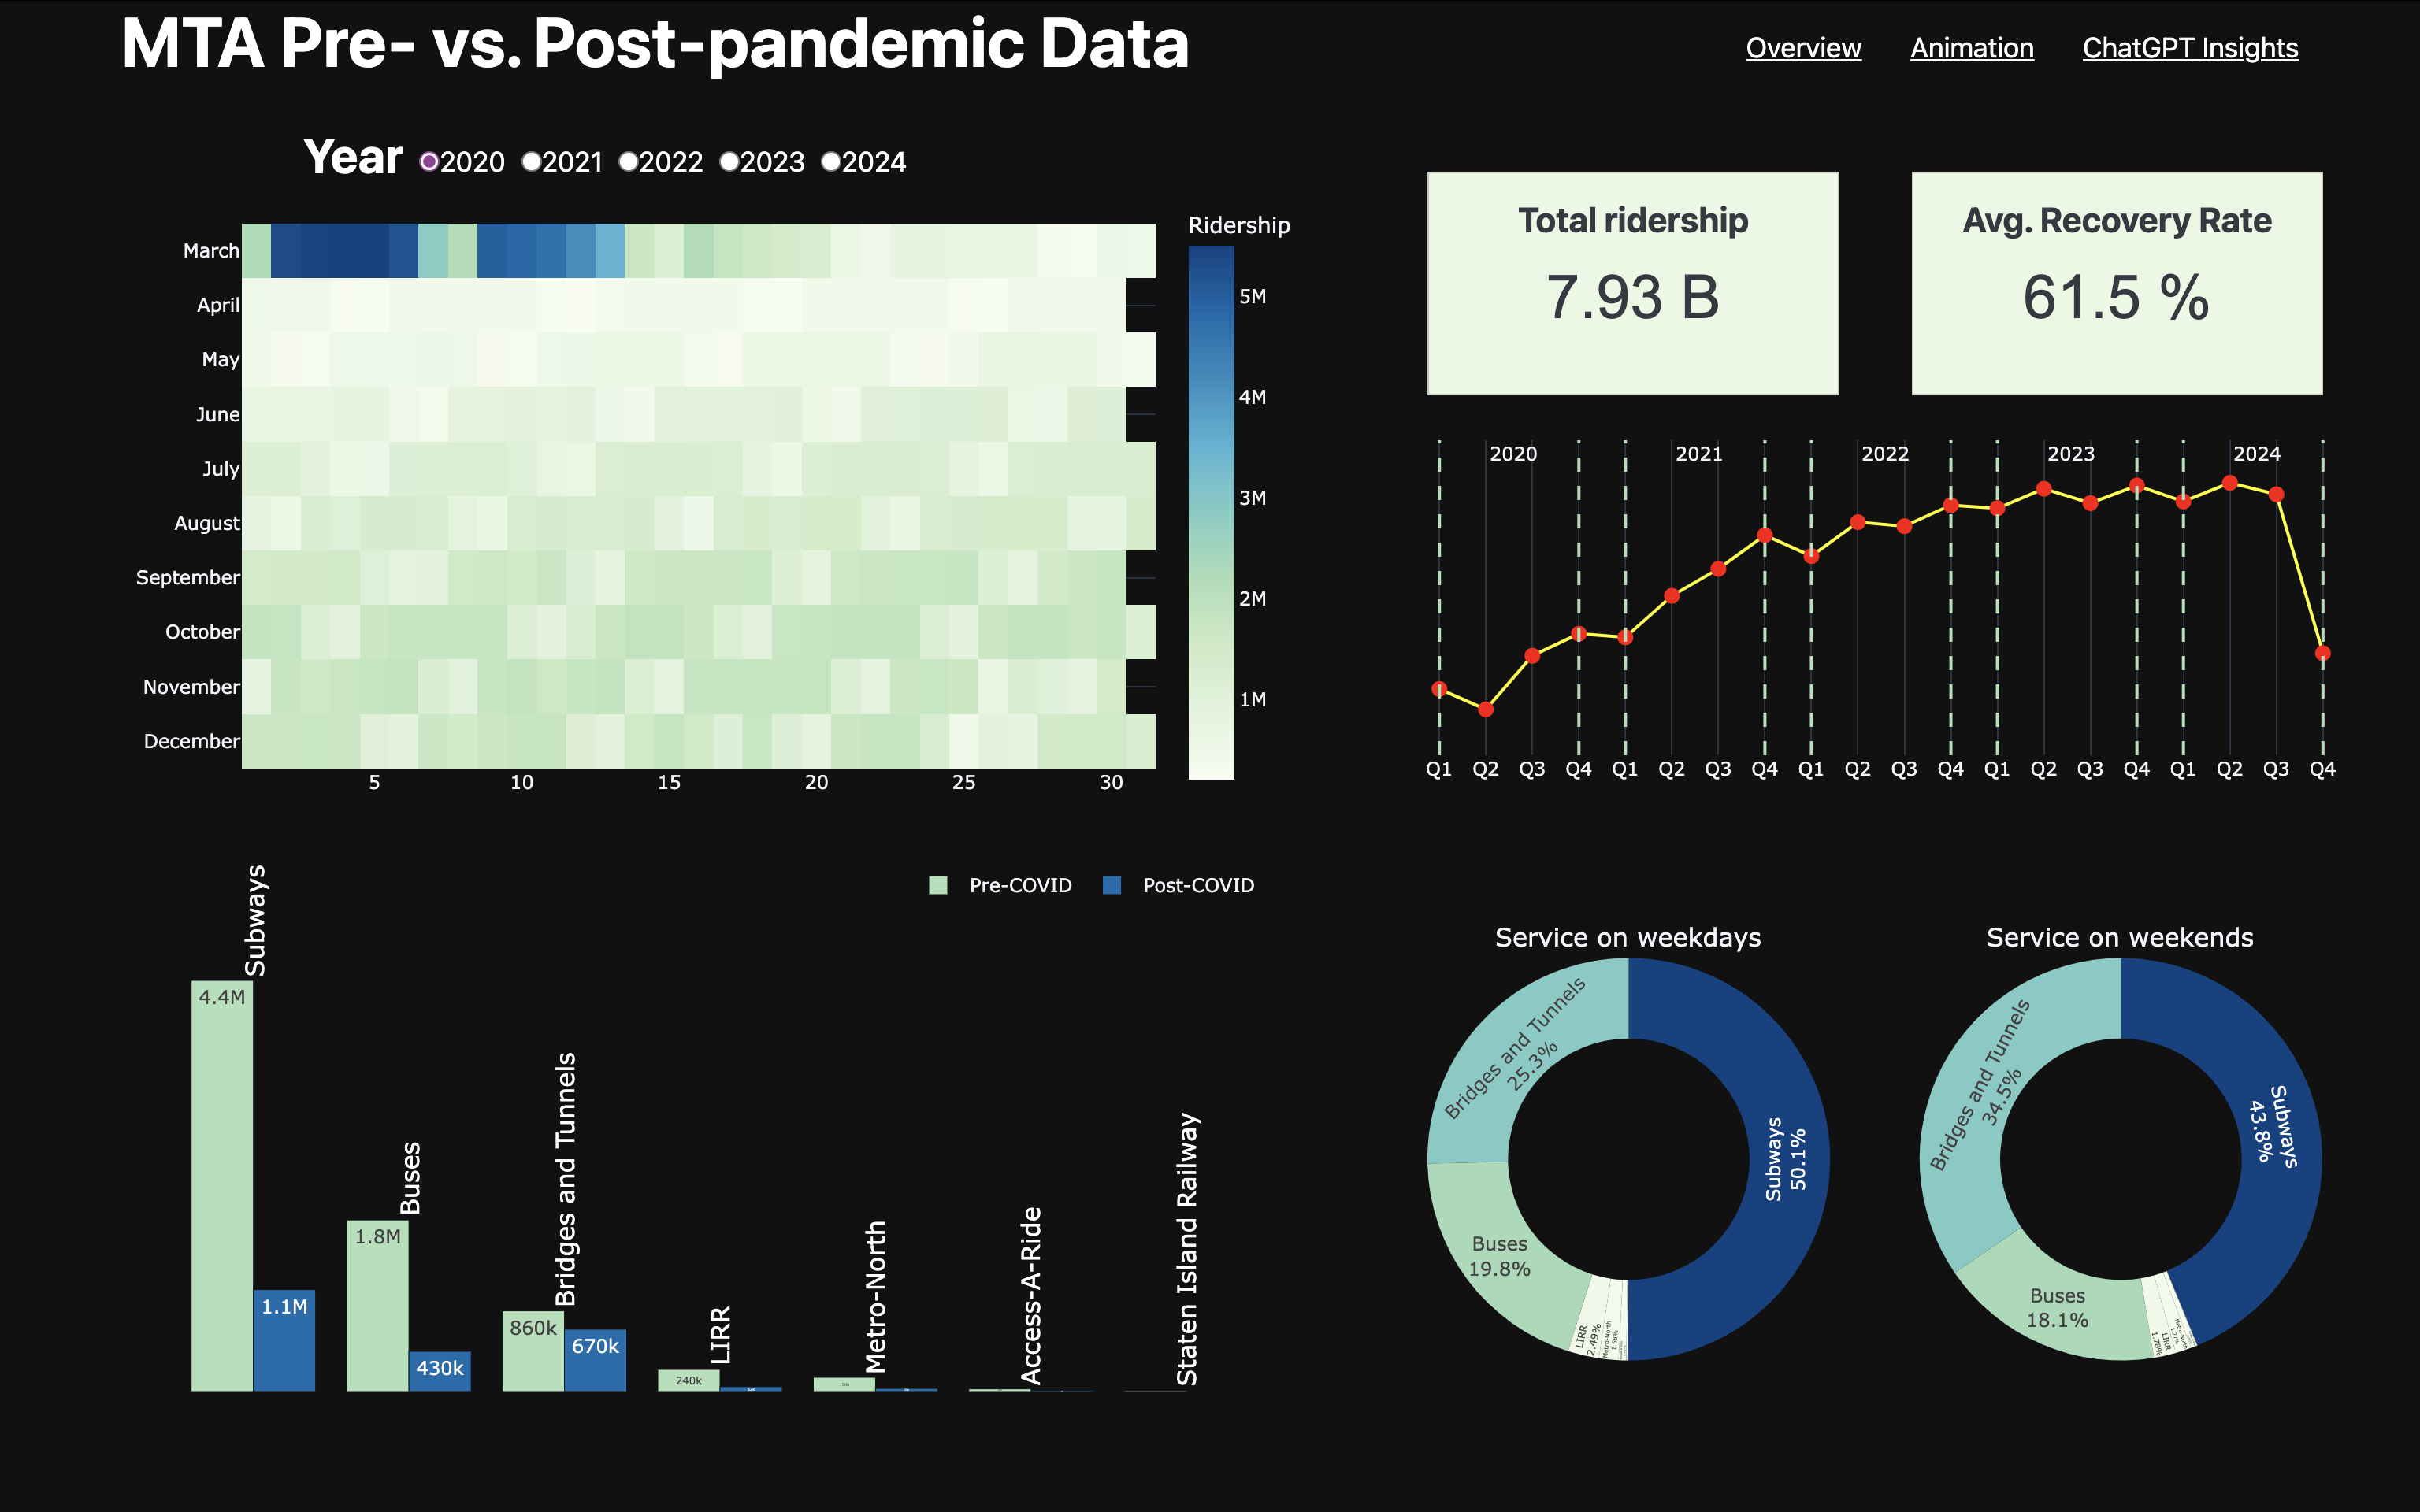 MTA Pre- vs. Post-pandemic Data
Overview
Animation
ChatGPT Insights
Year
2020
2021
2022
2023
2024
Ridership
March
April
May
June
July
August
September
October
November
December
5
10
15
20
25
30
5M
4M
3M
2M
1M
Total ridership
7.93 B
Avg. Recovery Rate
61.5 %
2020
2021
2022
2023
2024
Q1
Q2
Q3
Q4
Q1
Q2
Q3
Q4
Q1
Q2
Q3
Q4
Q1
Q2
Q3
Q4
Q1
Q2
Q3
Q4
Pre-COVID
Post-COVID
Subways
4.4M
1.1M
Buses
1.8M
430k
Bridges and Tunnels
860k
670k
LIRR
240k
Metro-North
Access-A-Ride
Staten Island Railway
Service on weekdays
Bridges and Tunnels
25.3%
Subways
50.1%
Buses
19.8%
LIRR
2.49%
Metro-North
1.58%
Service on weekends
Bridges and Tunnels
34.5%
Subways
43.8%
Buses
18.1%
LIRR
1.78%
Metro-North